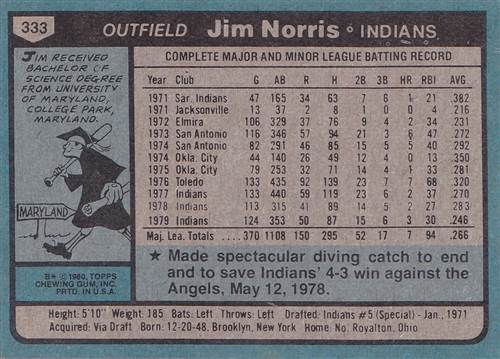 333 OUTFIELD Jim Norris • INDIANS
JIM RECEIVED
BACHELOR OF
SCIENCE DEGREE
FROM UNIVERSITY
OF MARYLAND,
COLLEGE PARK,
MARYLAND.
MARYLAND
B* © 1980, TOPPS
CHEWING GUM, INC.
PRTD. IN U.S.A.
COMPLETE MAJOR AND MINOR LEAGUE BATTING RECORD
Year Club G AB R H 2B 3B HR RBI AVG.
1971 Sar. Indians 47 165 34 63 7 6 1 21 .382
1971 Jacksonville 13 37 2 8 1 0 0 4 .216
1972 Elmira 106 329 37 76 9 4 2 34 .231
1973 San Antonio 116 346 57 94 21 3 6 47 .272
1974 San Antonio 82 291 46 85 15 5 4 40 .292
1974 Okla. City 44 140 26 49 12 4 0 13 .350
1975 Okla. City 76 260 41 86 14 1 1 33 .281
1976 Toledo 133 435 92 139 23 7 7 68 .320
1977 Indians 133 440 59 119 23 6 2 37 .270
1978 Indians 113 315 41 89 14 5 2 27 .283
1979 Indians 124 353 50 87 15 6 3 30 .246
Maj. Lea. Totals 370 1108 150 295 52 17 7 94 .266
★ Made spectacular diving catch to end
and to save Indians' 4-3 win against the
Angels, May 12, 1978.
Height: 5'10" Weight: 185 Bats: Left Throws: Left Drafted: Indians #5 (Special) - Jan., 1971
Acquired: Via Draft Born: 12-20-48, Brooklyn, New York Home: No. Royalton, Ohio